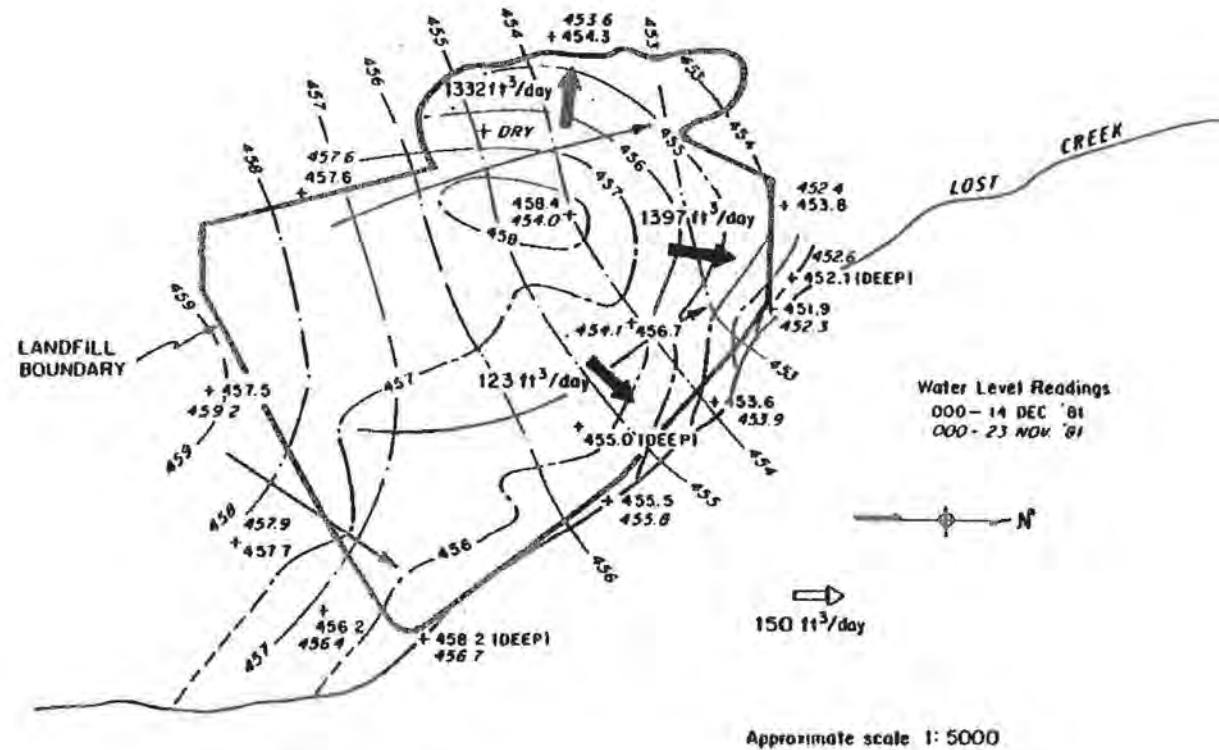 453.6
+ 454.3
455
454
453
453
456
1332 ft³/day
457
+ DRY
454
458
457.6
+
457.6
455
456
457
CREEK
LOST
452.4
+ 453.8
458.4
454.0 +
458
1397 ft³/day
452.6
+ 452.1 (DEEP)
459
451.9
452.3
454.1 + 456.7
LANDFILL
BOUNDARY
457
123 ft³/day
453
+ 457.5
459.2
Water Level Readings
000 - 14 DEC '81
000 - 23 NOV. '81
+ 453.6
453.9
+ 455.0 (DEEP)
459
454
455
+ 455.5
455.8
N
458
457.9
+ 457.7
456
456
150 ft³/day
+ 456.2
456.4
+ 458.2 (DEEP)
456.7
457
Approximate scale 1:5000